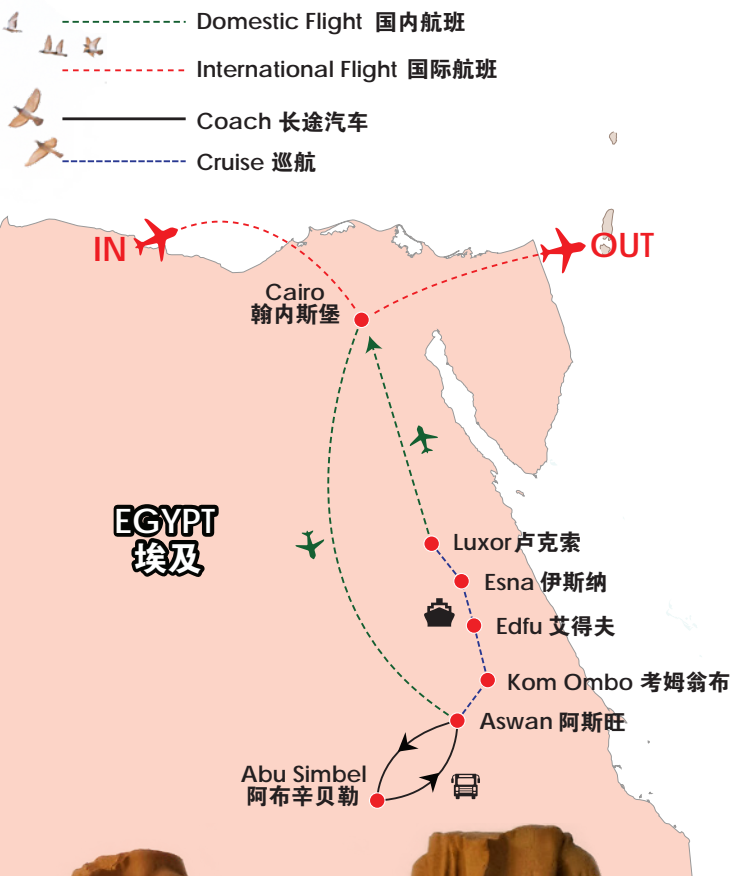 Domestic Flight 国内航班
International Flight 国际航班
Coach 长途汽车
Cruise 巡航
IN
OUT
Cairo
翰内斯堡
EGYPT
埃及
Luxor 卢克索
Esna 伊斯纳
Edfu 艾得夫
Kom Ombo 考姆翁布
Aswan 阿斯旺
Abu Simbel
阿布辛贝勒